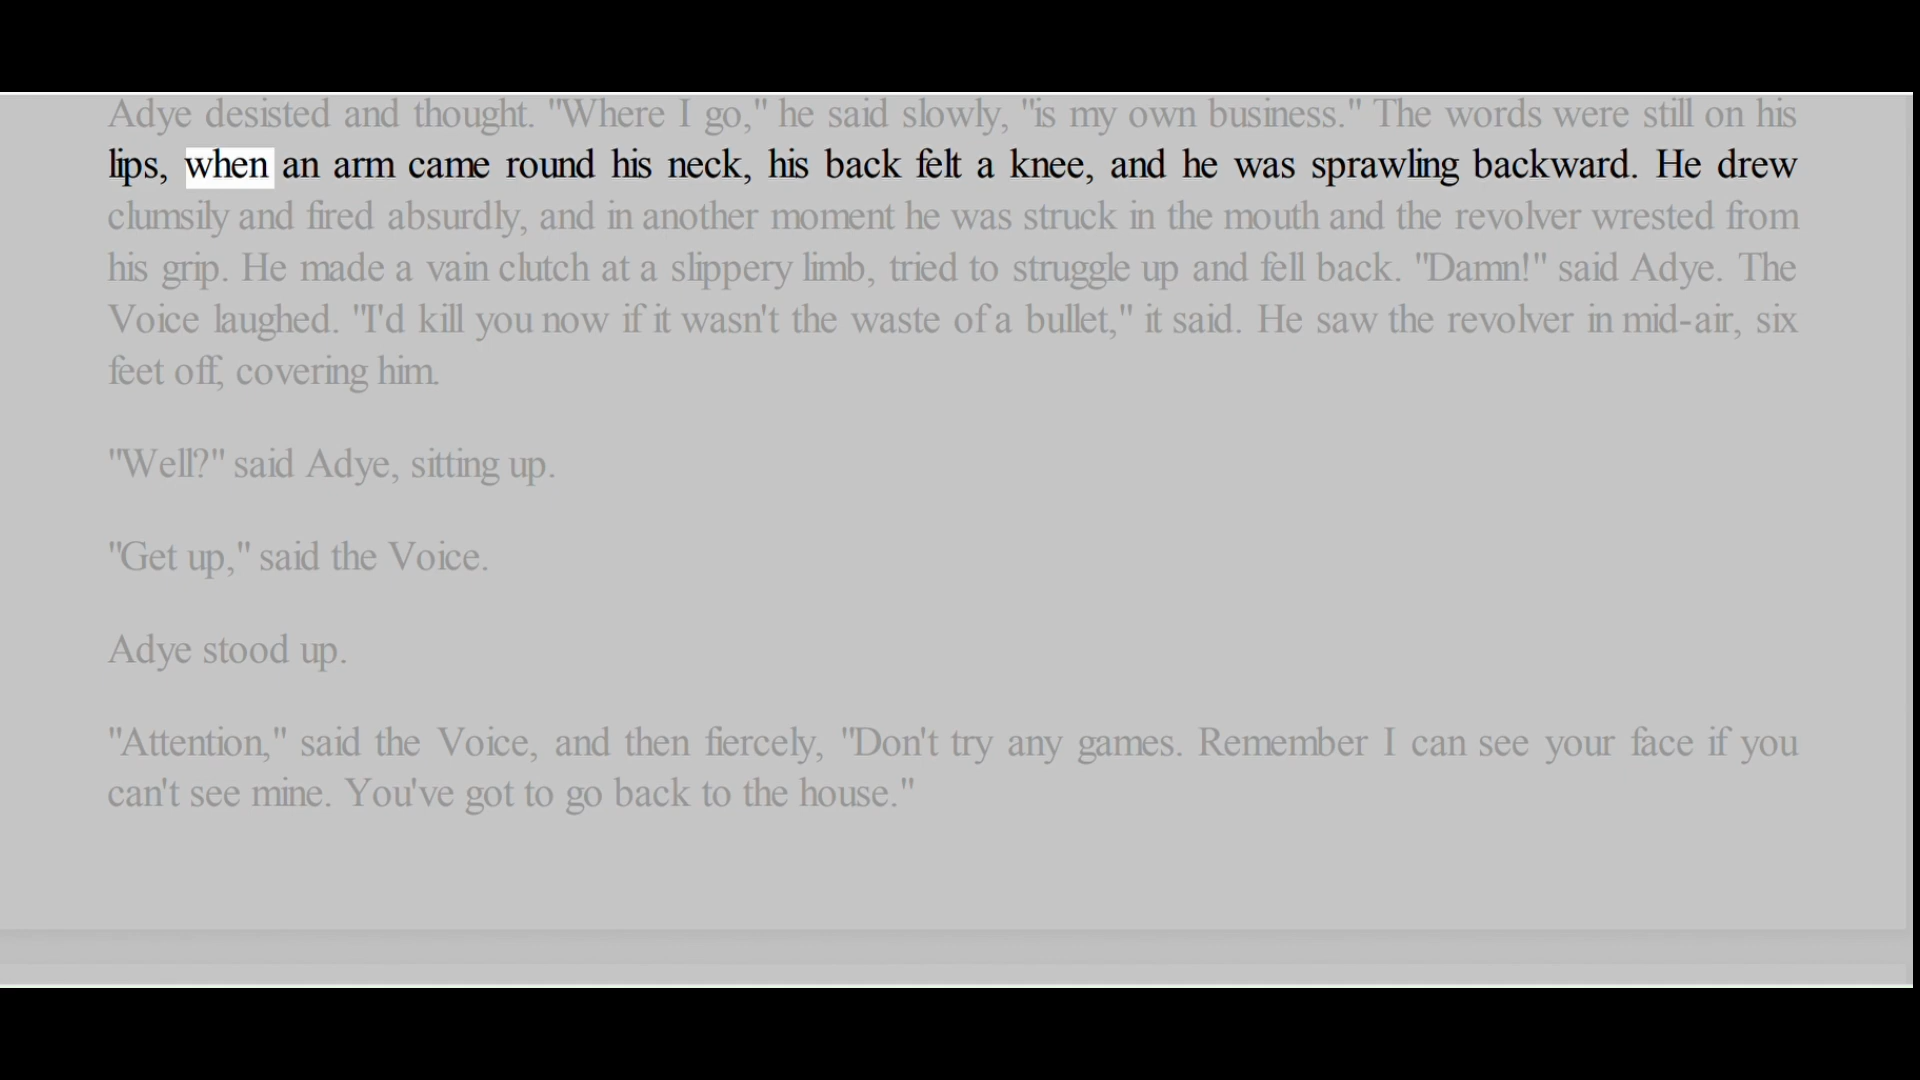 Adye desisted and thought. "Where I go," he said slowly, "is my own business." The words were still on his
lips, when an arm came round his neck, his back felt a knee, and he was sprawling backward. He drew
clumsily and fired absurdly, and in another moment he was struck in the mouth and the revolver wrested from
his grip. He made a vain clutch at a slippery limb, tried to struggle up and fell back. "Damn!" said Adye. The
Voice laughed. "I'd kill you now if it wasn't the waste of a bullet," it said. He saw the revolver in mid-air, six
feet off, covering him.
"Well?" said Adye, sitting up.
"Get up," said the Voice.
Adye stood up.
"Attention," said the Voice, and then fiercely, "Don't try any games. Remember I can see your face if you
can't see mine. You've got to go back to the house."